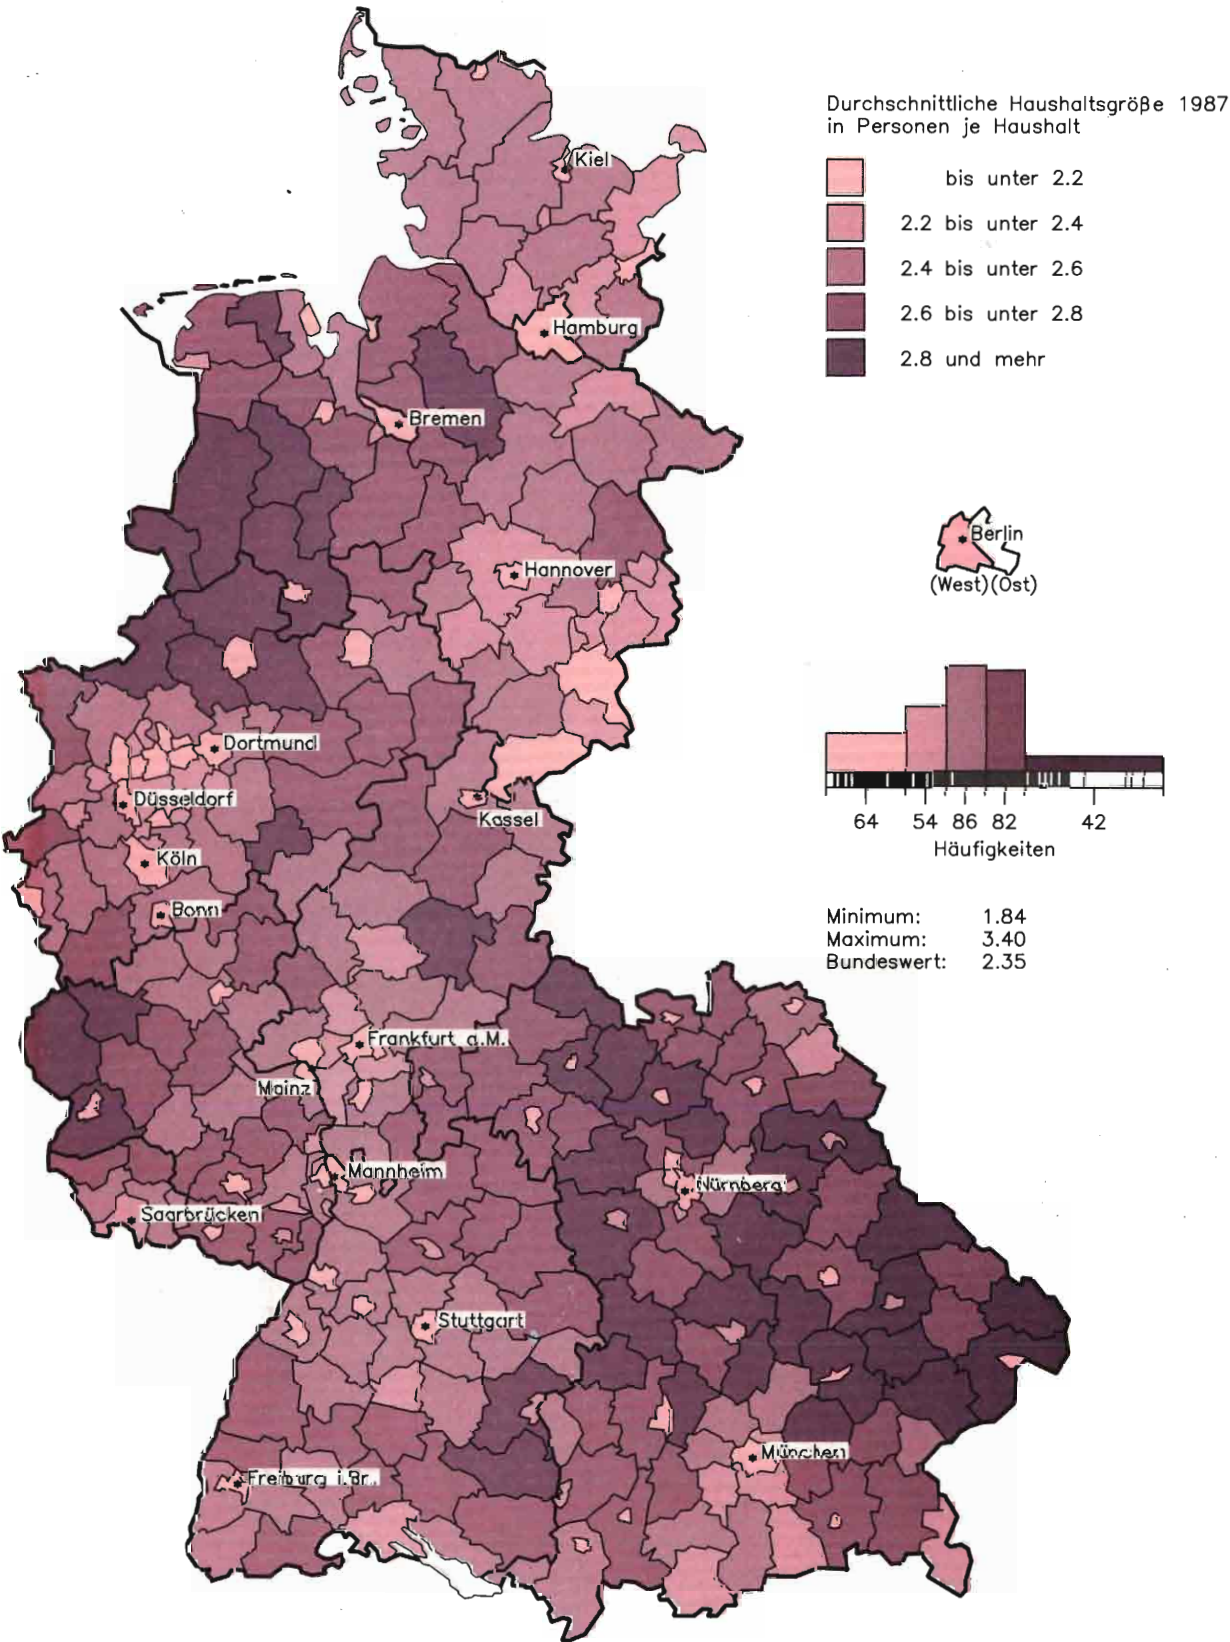 Durchschnittliche Haushaltsgröße 1987
in Personen je Haushalt
bis unter 2.2
2.2 bis unter 2.4
2.4 bis unter 2.6
2.6 bis unter 2.8
2.8 und mehr
Kiel
Hamburg
Bremen
Berlin
Hannover
(West)(Ost)
Dortmund
Düsseldorf
Kassel
64 54 86 82 42
Häufigkeiten
Köln
Bonn
Minimum: 1.84
Maximum: 3.40
Bundeswert: 2.35
Frankfurt a.M.
Mainz
Mannheim
Nürnberg
Saarbrücken
Stuttgart
München
Freiburg i.Br.